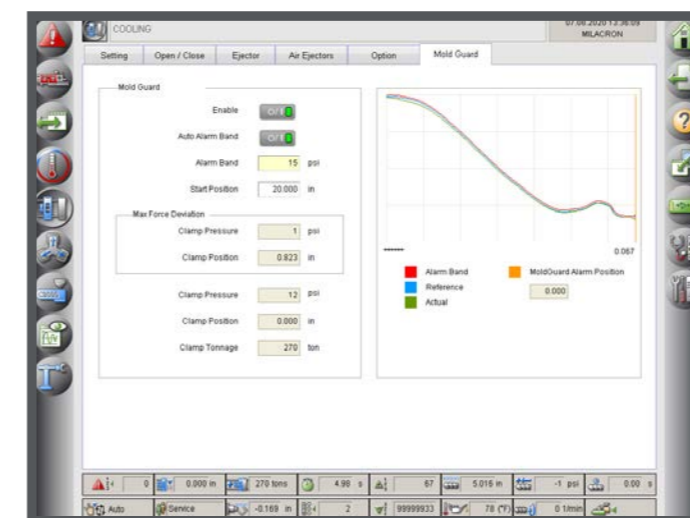 COOLING
07.08.2020 13:36:09
MILACRON
Setting Open / Close Ejector Air Ejectors Option Mold Guard
Mold Guard
Enable
Auto Alarm Band
Alarm Band 15 psi
Start Position 20.000 in
Max Force Deviation
Clamp Pressure 1 psi
Clamp Position 0.823 in
Clamp Pressure 12 psi
Clamp Position 0.000 in
Clamp Tonnage 270 ton
------ 0.067
Alarm Band MoldGuard Alarm Position
Reference 0.000
Actual
0 0.000 in 270 tons 4.98 s 67 5.016 in -1 psi 0.00 s
Auto Service -0.169 in 2 99999933 78 (°F) 0 1/min